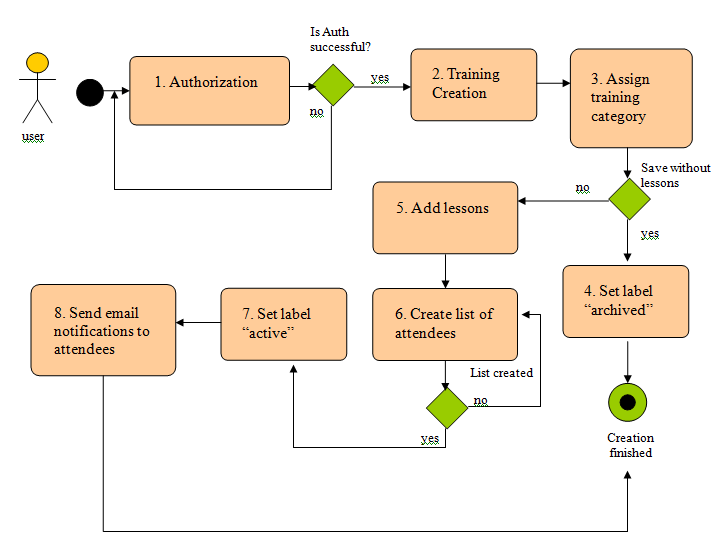 Is Auth
successful?
user
1. Authorization
yes
no
2. Training
Creation
3. Assign
training
category
Save without
lessons
no
yes
5. Add lessons
4. Set label
“archived”
8. Send email
notifications to
attendees
7. Set label
“active”
6. Create list of
attendees
List created
no
yes
Creation
finished